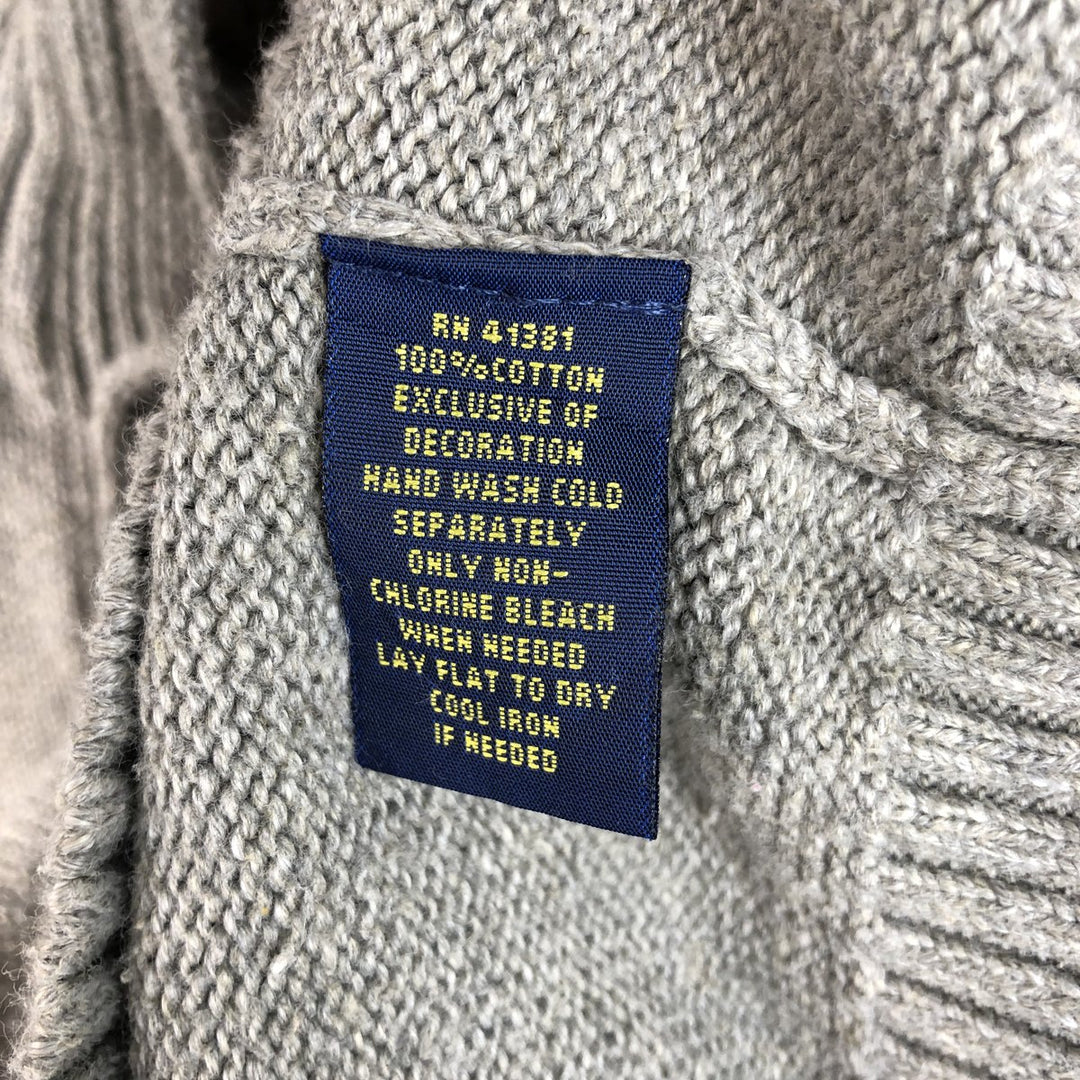 RN 41381
100% COTTON
EXCLUSIVE OF
DECORATION
HAND WASH COLD
SEPARATELY
ONLY NON-
CHLORINE BLEACH
WHEN NEEDED
LAY FLAT TO DRY
COOL IRON
IF NEEDED